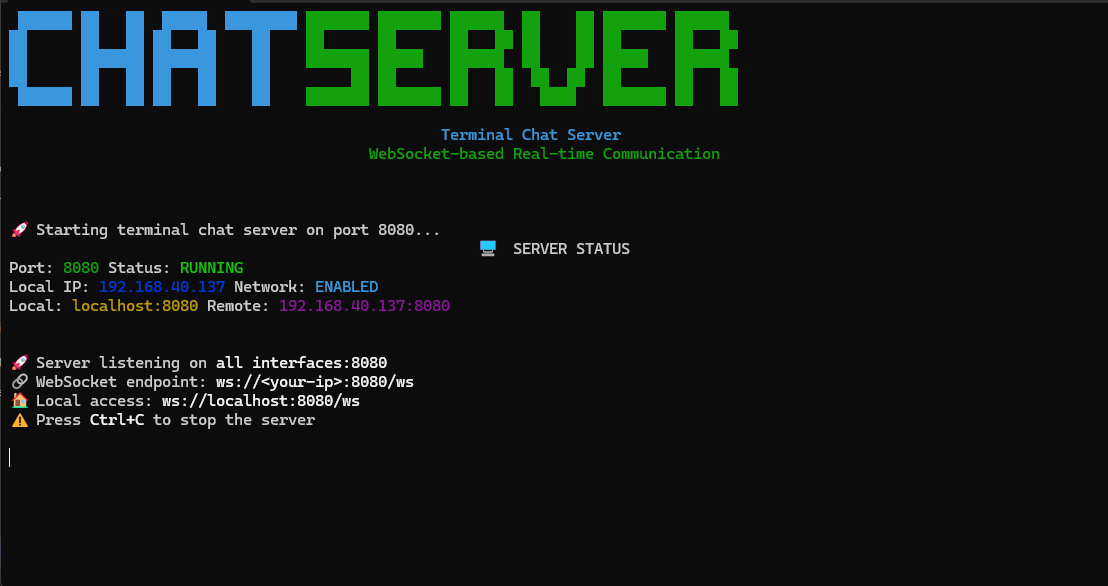 CHATSERVER
Terminal Chat Server
WebSocket-based Real-time Communication
🚀 Starting terminal chat server on port 8080...
🖥️ SERVER STATUS
Port: 8080 Status: RUNNING
Local IP: 192.168.40.137 Network: ENABLED
Local: localhost:8080 Remote: 192.168.40.137:8080
🚀 Server listening on all interfaces:8080
🔗 WebSocket endpoint: ws://<your-ip>:8080/ws
🏠 Local access: ws://localhost:8080/ws
⚠️ Press Ctrl+C to stop the server